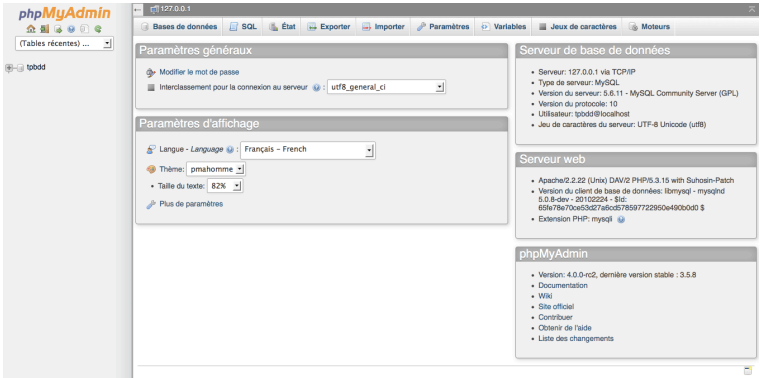 phpMyAdmin
(Tables récentes) ...
tpbdd
127.0.0.1
Bases de données SQL État Exporter Importer Paramètres Variables Jeux de caractères Moteurs
Paramètres généraux
Modifier le mot de passe
Interclassement pour la connexion au serveur : utf8_general_ci
Paramètres d'affichage
Langue - Language : Français - French
Thème: pmahomme
Taille du texte: 82%
Plus de paramètres
Serveur de base de données
Serveur: 127.0.0.1 via TCP/IP
Type de serveur: MySQL
Version du serveur: 5.6.11 - MySQL Community Server (GPL)
Version du protocole: 10
Utilisateur: tpbdd@localhost
Jeu de caractères du serveur: UTF-8 Unicode (utf8)
Serveur web
Apache/2.2.22 (Unix) DAV/2 PHP/5.3.15 with Suhosin-Patch
Version du client de base de données: libmysql - mysqlnd
5.0.8-dev - 20102224 - $Id:
65fe78e70ce53d27a6cd578597722950e490b0d0 $
Extension PHP: mysqli
phpMyAdmin
Version: 4.0.0-rc2, dernière version stable : 3.5.8
Documentation
Wiki
Site officiel
Contribuer
Obtenir de l'aide
Liste des changements